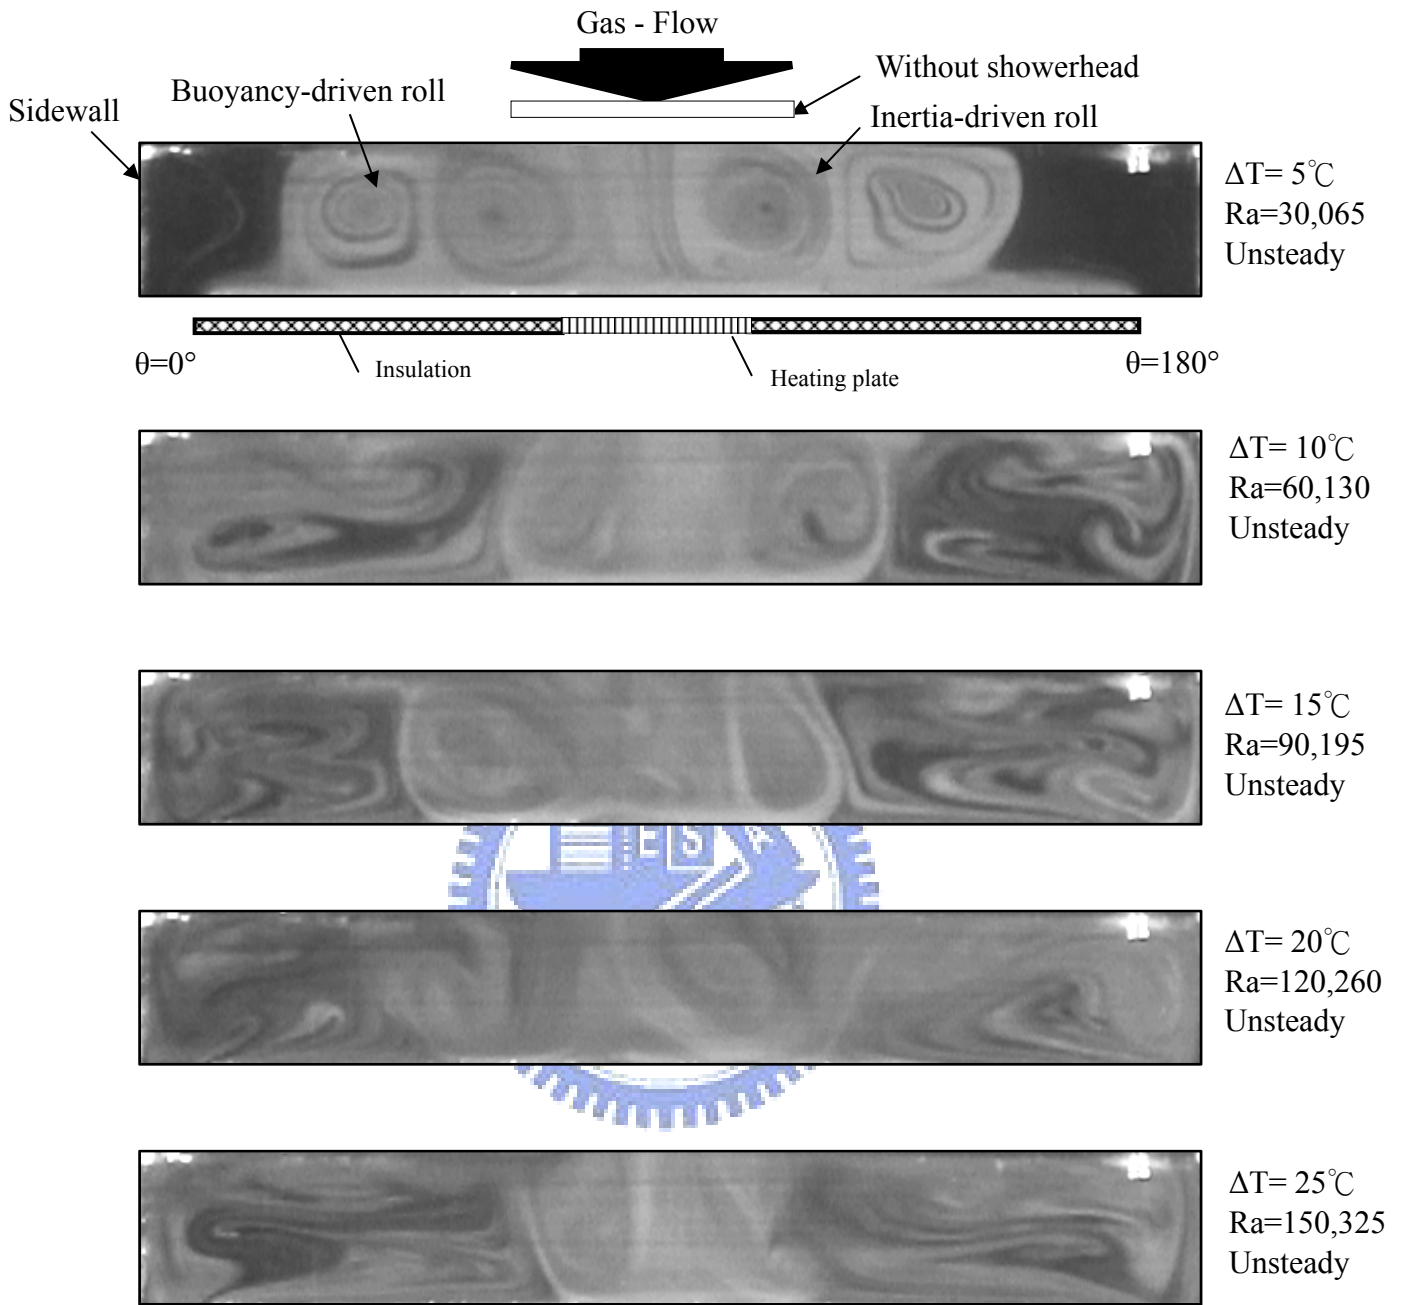 Gas - Flow
Without showerhead
Buoyancy-driven roll
Sidewall
Inertia-driven roll
ΔT= 5℃
Ra=30,065
Unsteady
θ=0°
Insulation
Heating plate
θ=180°
ΔT= 10℃
Ra=60,130
Unsteady
ΔT= 15℃
Ra=90,195
Unsteady
E S A
ΔT= 20℃
Ra=120,260
Unsteady
ΔT= 25℃
Ra=150,325
Unsteady